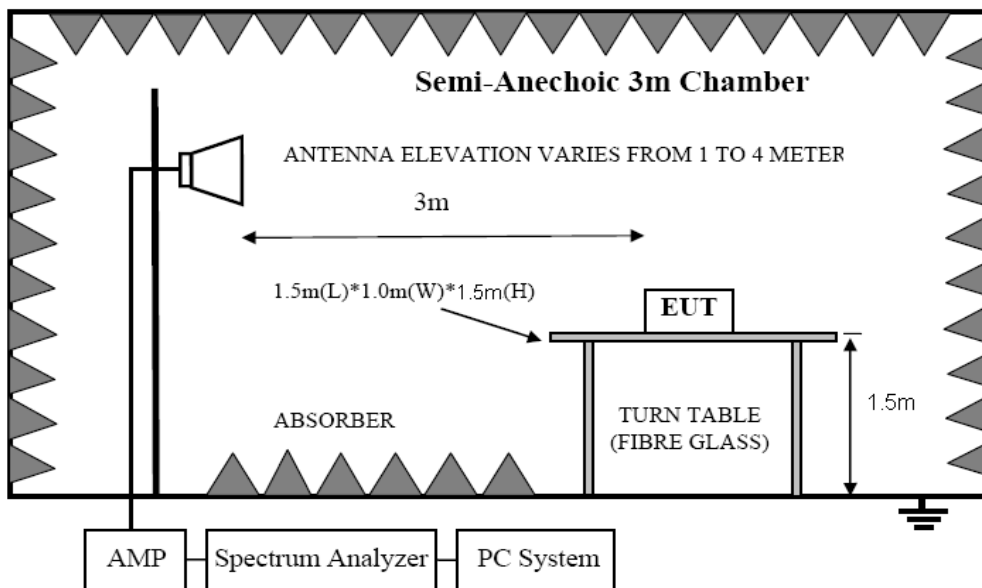 Semi-Anechoic 3m Chamber
ANTENNA ELEVATION VARIES FROM 1 TO 4 METER
3m
1.5m(L)*1.0m(W)*1.5m(H)
EUT
1.5m
ABSORBER
TURN TABLE
(FIBRE GLASS)
AMP
Spectrum Analyzer
PC System